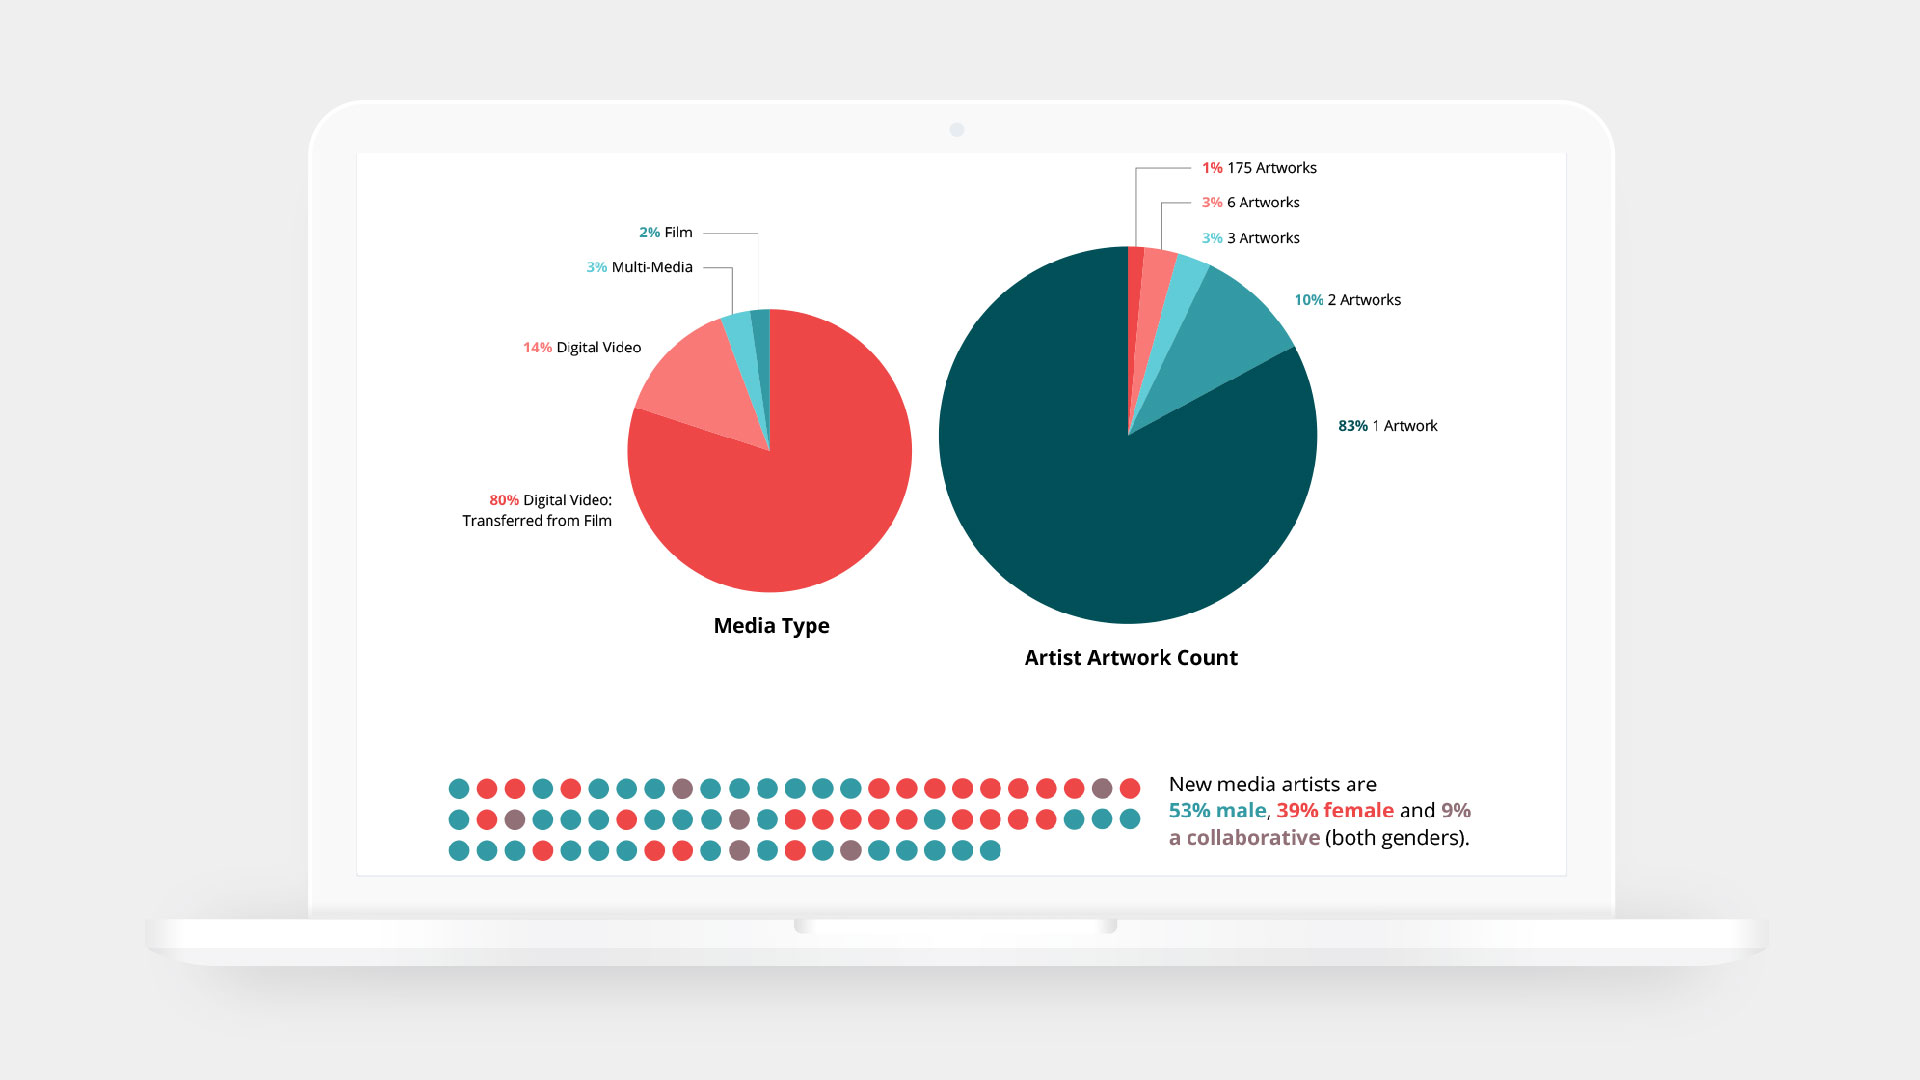 2% Film
3% Multi-Media
14% Digital Video
80% Digital Video:
Transferred from Film
Media Type
1% 175 Artworks
3% 6 Artworks
3% 3 Artworks
10% 2 Artworks
83% 1 Artwork
Artist Artwork Count
New media artists are
53% male, 39% female and 9%
a collaborative (both genders).